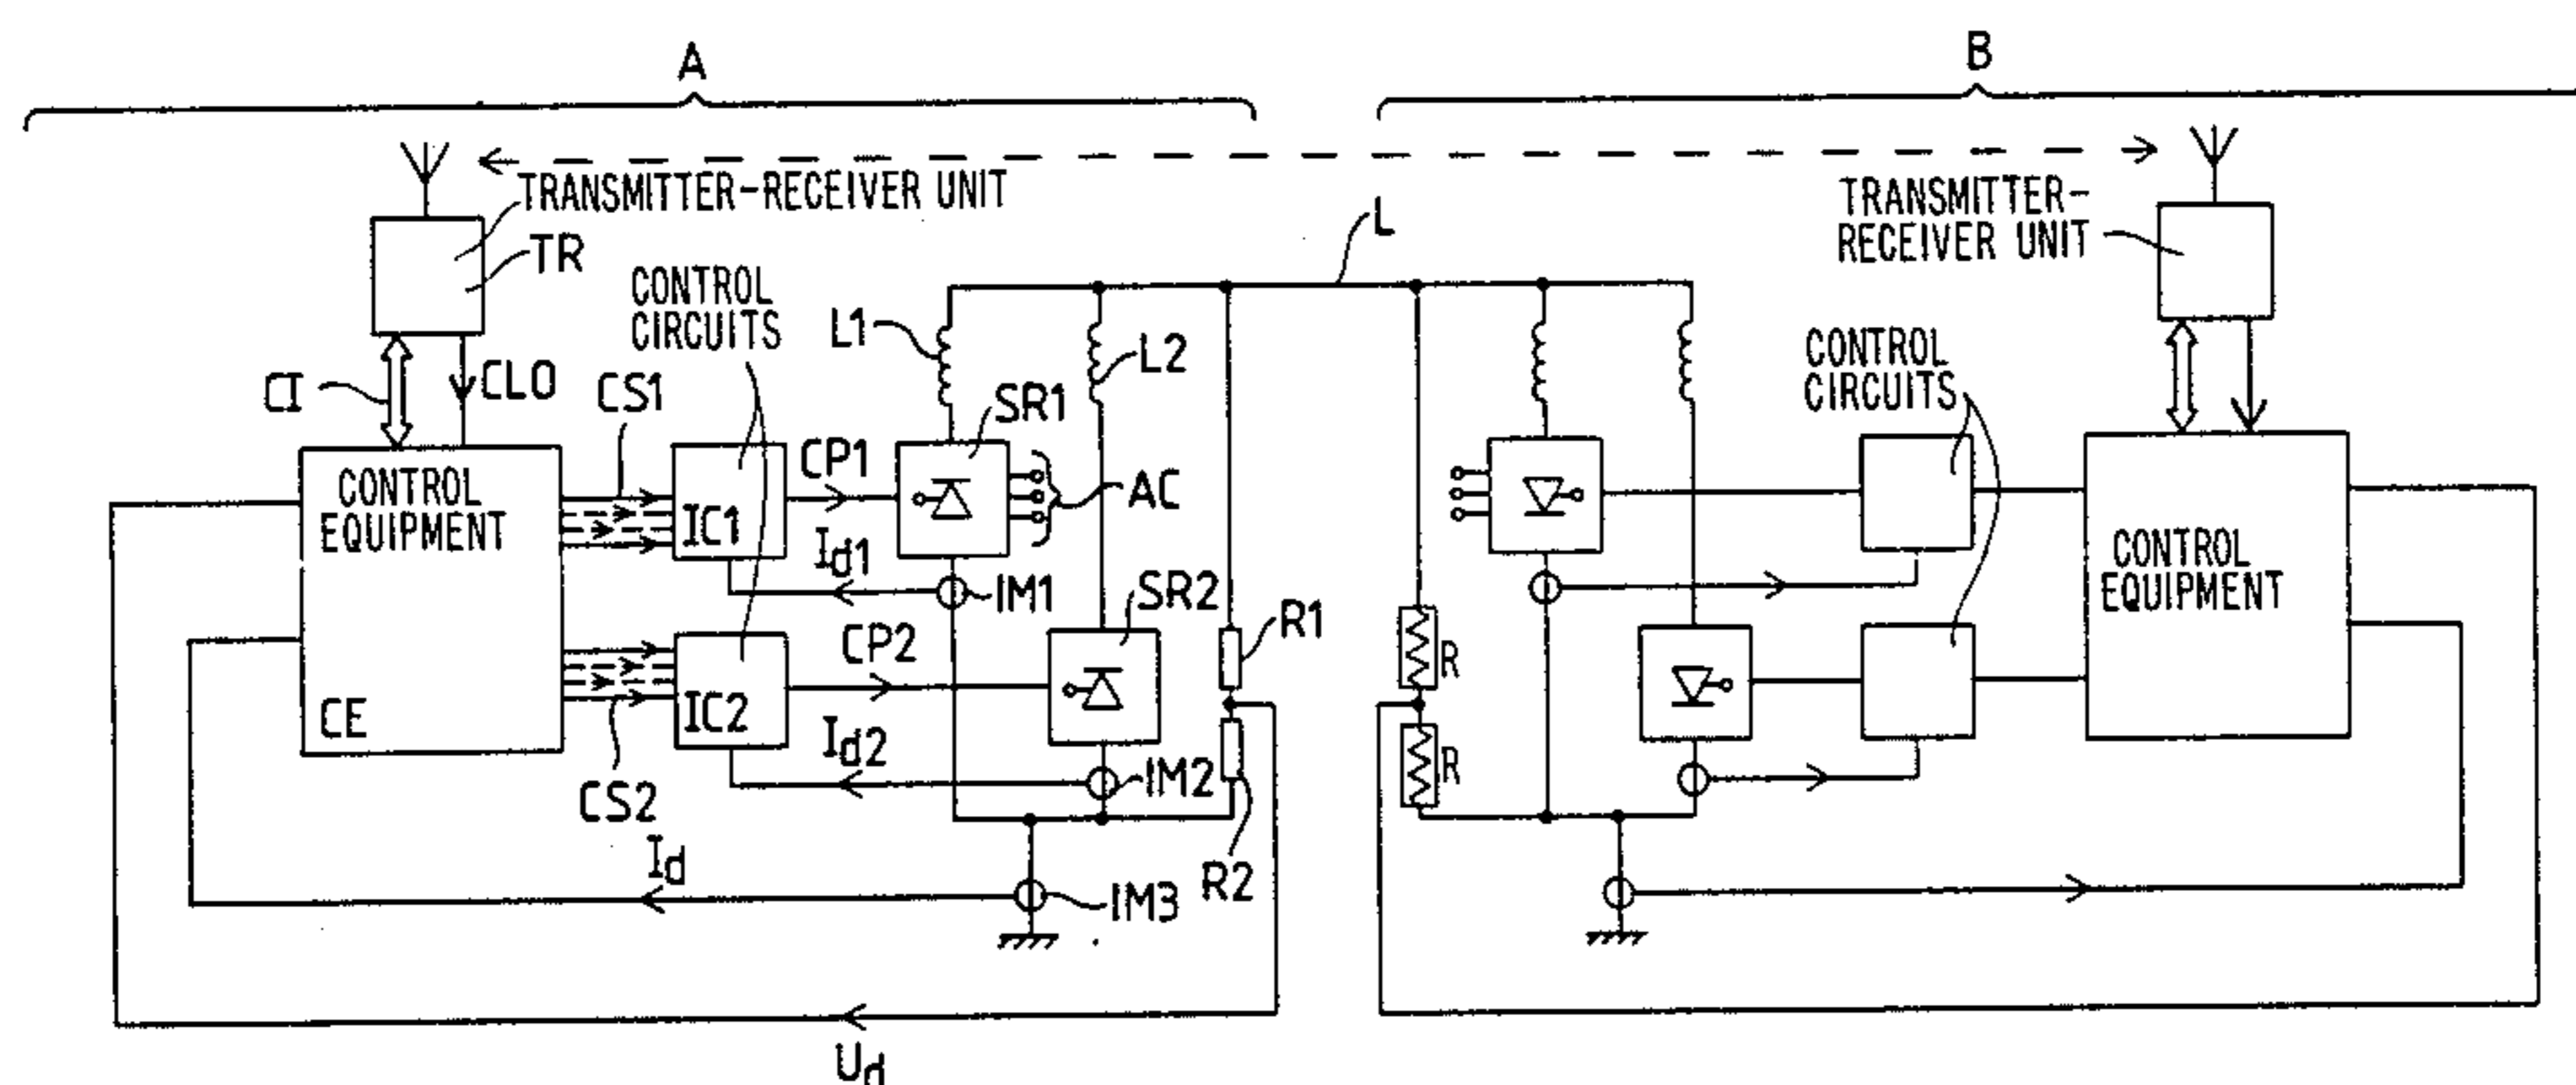 A
B
TRANSMITTER-RECEIVER UNIT
TR
TRANSMITTER-
RECEIVER UNIT
L
CONTROL
CIRCUITS
L1
L2
CONTROL
CIRCUITS
CI
CLO
CS1
SR1
CONTROL
EQUIPMENT
IC1
CP1
AC
Id1
IM1
SR2
R1
CONTROL
EQUIPMENT
CE
IC2
CP2
R
Id2
IM2
R
CS2
Id
IM3
R2
Ud